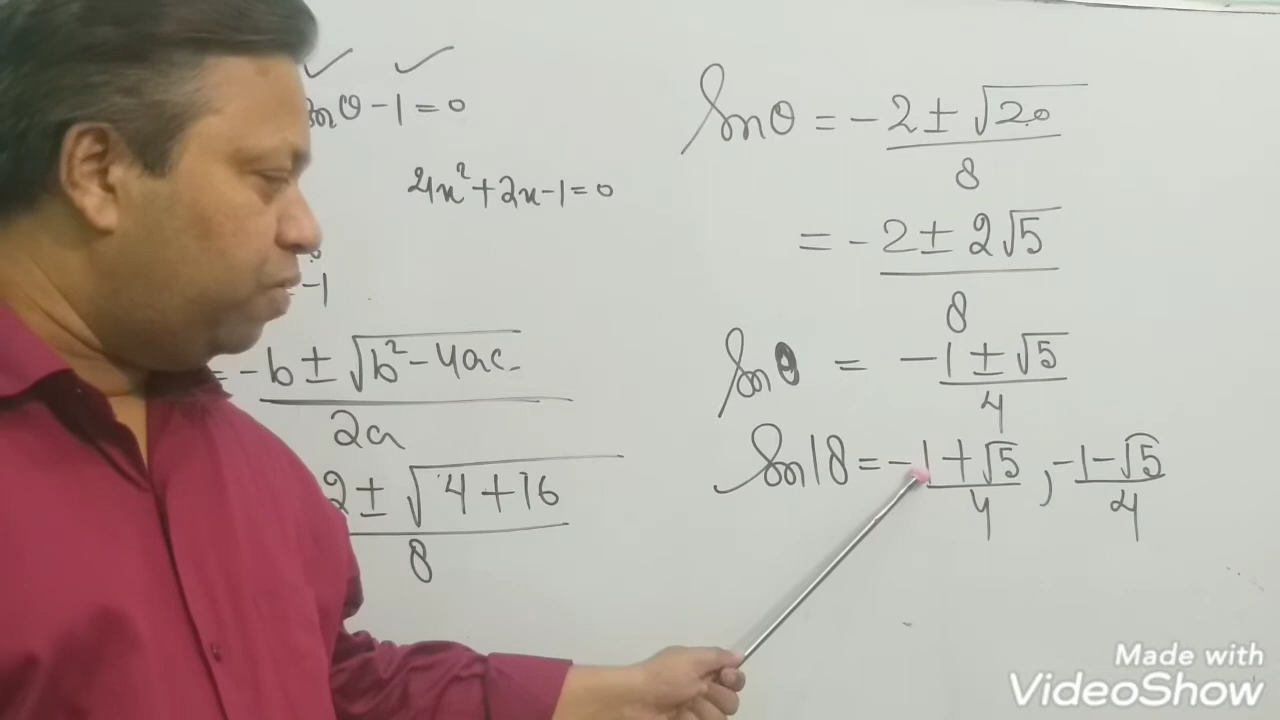 inθ - 1 = 0
4x² + 2x - 1 = 0
= -1
= -b ± √b² - 4ac
2a
2 ± √4 + 16
8
Sinθ = -2 ± √20
8
= -2 ± 2√5
8
Sinθ = -1 ± √5
4
Sin18 = -1 + √5 , -1 - √5
4 4
Made with
VideoShow